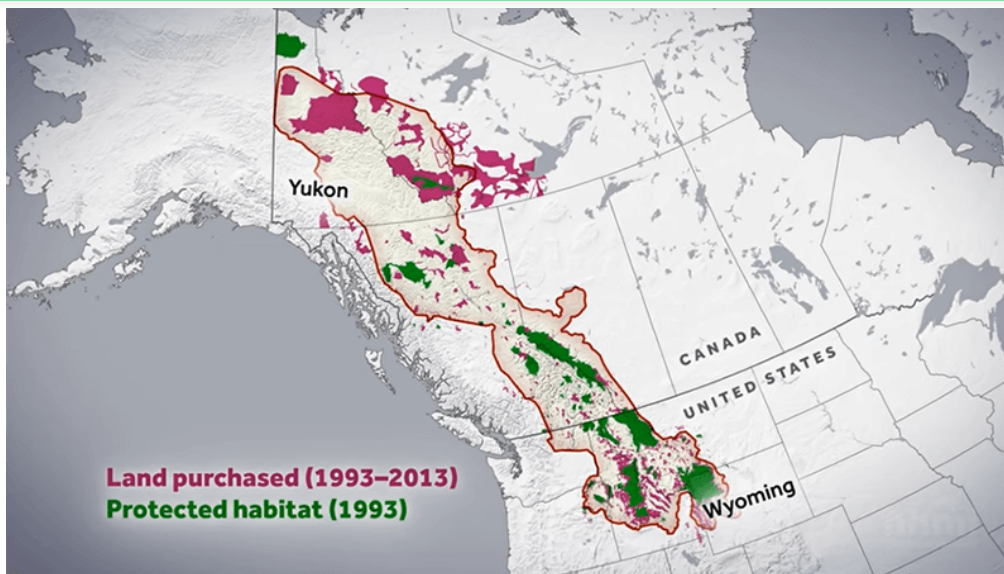 Yukon
CANADA
UNITED STATES
Land purchased (1993–2013)
Protected habitat (1993)
Wyoming